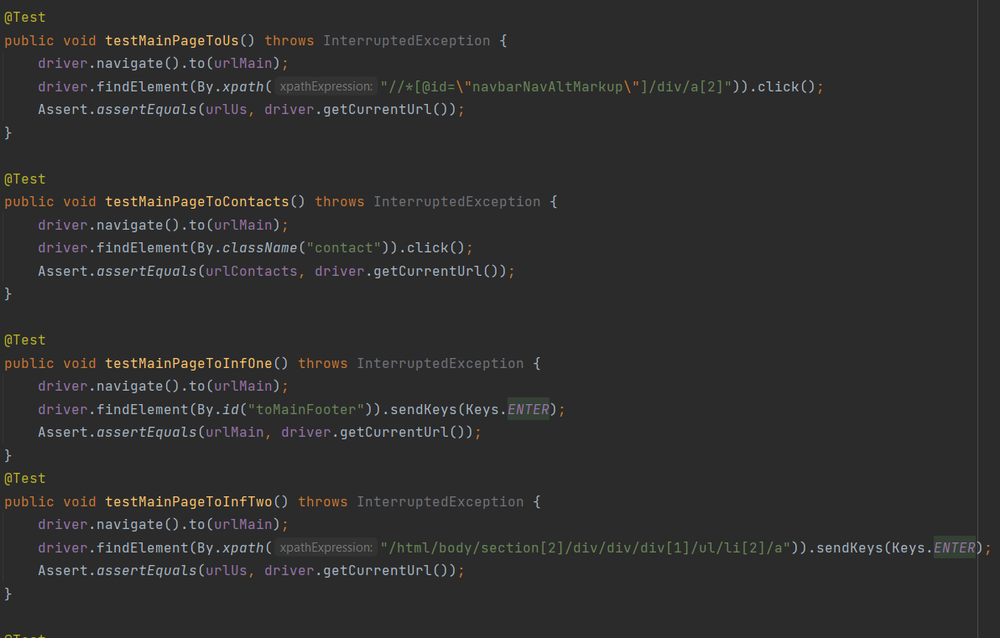 @Test
public void testMainPageToUs() throws InterruptedException {
    driver.navigate().to(urlMain);
    driver.findElement(By.xpath( xpathExpression: "//*[@id=\"navbarNavAltMarkup\"]/div/a[2]")).click();
    Assert.assertEquals(urlUs, driver.getCurrentUrl());
}
@Test
public void testMainPageToContacts() throws InterruptedException {
    driver.navigate().to(urlMain);
    driver.findElement(By.className("contact")).click();
    Assert.assertEquals(urlContacts, driver.getCurrentUrl());
}
@Test
public void testMainPageToInfOne() throws InterruptedException {
    driver.navigate().to(urlMain);
    driver.findElement(By.id("toMainFooter")).sendKeys(Keys.ENTER);
    Assert.assertEquals(urlMain, driver.getCurrentUrl());
}
@Test
public void testMainPageToInfTwo() throws InterruptedException {
    driver.navigate().to(urlMain);
    driver.findElement(By.xpath( xpathExpression: "/html/body/section[2]/div/div/div[1]/ul/li[2]/a")).sendKeys(Keys.ENTER);
    Assert.assertEquals(urlUs, driver.getCurrentUrl());
}
@Test